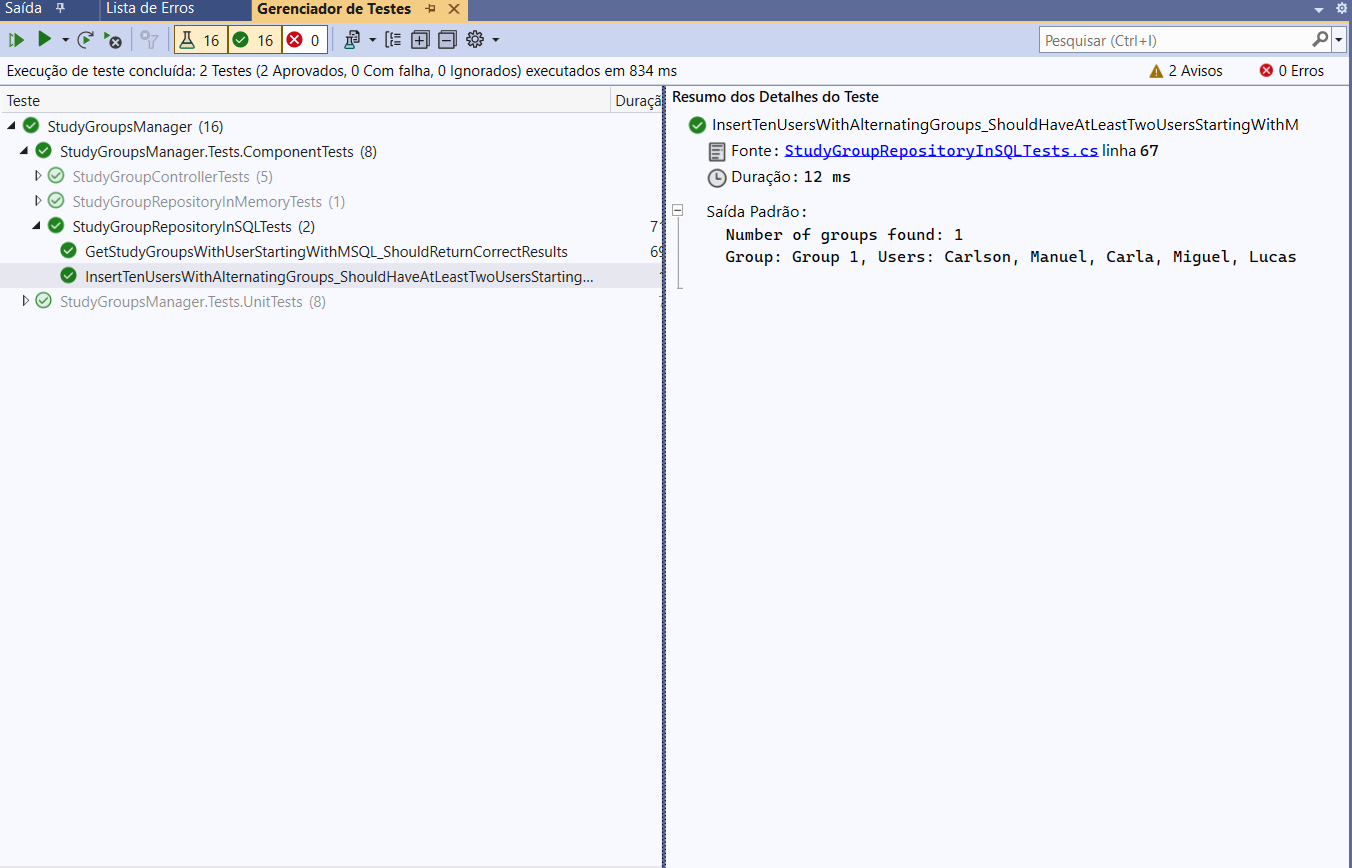 Saída Lista de Erros Gerenciador de Testes
16 16 0 Pesquisar (Ctrl+I)
Execução de teste concluída: 2 Testes (2 Aprovados, 0 Com falha, 0 Ignorados) executados em 834 ms 2 Avisos 0 Erros
Teste Duraçã
StudyGroupsManager (16)
StudyGroupsManager.Tests.ComponentTests (8)
StudyGroupControllerTests (5)
StudyGroupRepositoryInMemoryTests (1)
StudyGroupRepositoryInSQLTests (2) 71
GetStudyGroupsWithUserStartingWithMSQL_ShouldReturnCorrectResults 69
InsertTenUsersWithAlternatingGroups_ShouldHaveAtLeastTwoUsersStarting...
StudyGroupsManager.Tests.UnitTests (8)
Resumo dos Detalhes do Teste
InsertTenUsersWithAlternatingGroups_ShouldHaveAtLeastTwoUsersStartingWithM
Fonte: StudyGroupRepositoryInSQLTests.cs linha 67
Duração: 12 ms
Saída Padrão:
Number of groups found: 1
Group: Group 1, Users: Carlson, Manuel, Carla, Miguel, Lucas